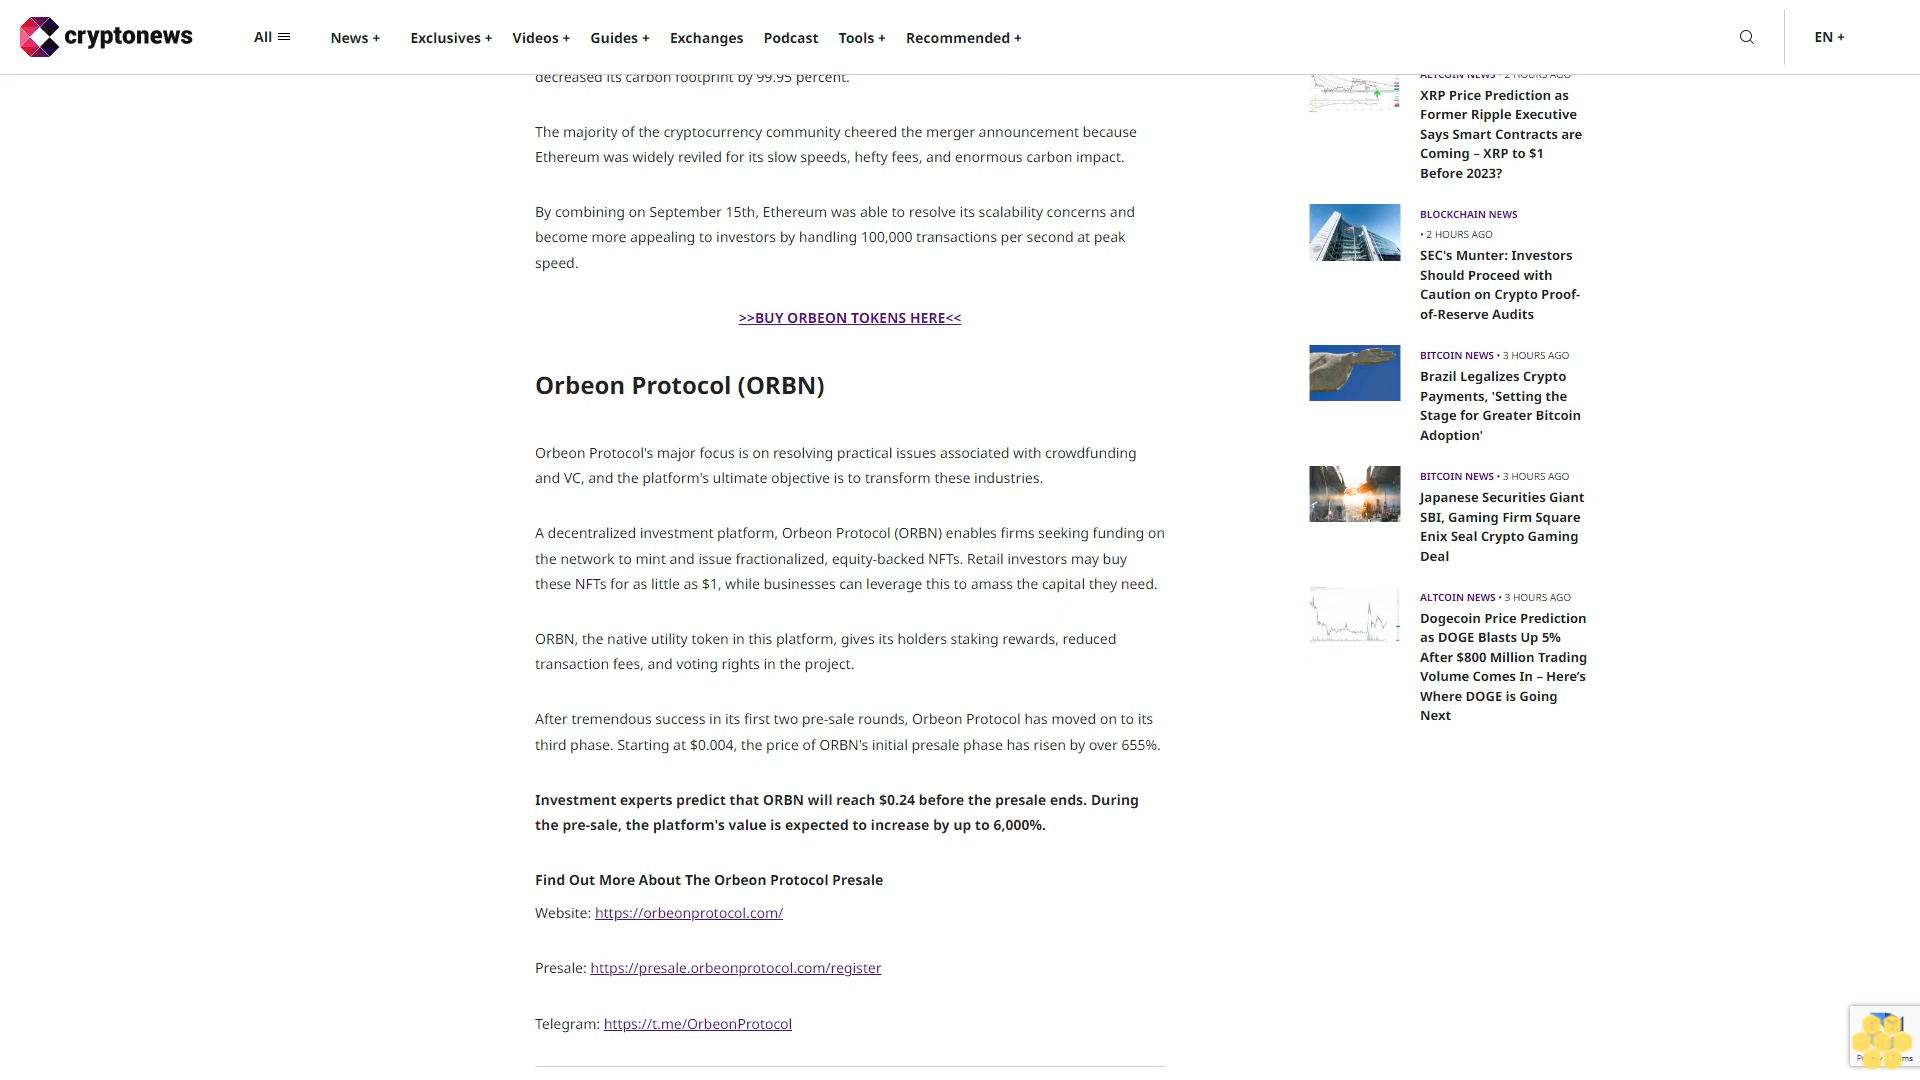 cryptonews
All
News +
Exclusives +
Videos +
Guides +
Exchanges
Podcast
Tools +
Recommended +
EN +
decreased its carbon footprint by 99.95 percent.
The majority of the cryptocurrency community cheered the merger announcement because
Ethereum was widely reviled for its slow speeds, hefty fees, and enormous carbon impact.
By combining on September 15th, Ethereum was able to resolve its scalability concerns and
become more appealing to investors by handling 100,000 transactions per second at peak
speed.
>>BUY ORBEON TOKENS HERE<<
Orbeon Protocol (ORBN)
Orbeon Protocol's major focus is on resolving practical issues associated with crowdfunding
and VC, and the platform's ultimate objective is to transform these industries.
A decentralized investment platform, Orbeon Protocol (ORBN) enables firms seeking funding on
the network to mint and issue fractionalized, equity-backed NFTs. Retail investors may buy
these NFTs for as little as $1, while businesses can leverage this to amass the capital they need.
ORBN, the native utility token in this platform, gives its holders staking rewards, reduced
transaction fees, and voting rights in the project.
After tremendous success in its first two pre-sale rounds, Orbeon Protocol has moved on to its
third phase. Starting at $0.004, the price of ORBN's initial presale phase has risen by over 655%.
Investment experts predict that ORBN will reach $0.24 before the presale ends. During
the pre-sale, the platform's value is expected to increase by up to 6,000%.
Find Out More About The Orbeon Protocol Presale
Website: https://orbeonprotocol.com/
Presale: https://presale.orbeonprotocol.com/register
Telegram: https://t.me/OrbeonProtocol
ALTCOIN NEWS • 2 HOURS AGO
XRP Price Prediction as
Former Ripple Executive
Says Smart Contracts are
Coming – XRP to $1
Before 2023?
BLOCKCHAIN NEWS
• 2 HOURS AGO
SEC's Munter: Investors
Should Proceed with
Caution on Crypto Proof-
of-Reserve Audits
BITCOIN NEWS • 3 HOURS AGO
Brazil Legalizes Crypto
Payments, 'Setting the
Stage for Greater Bitcoin
Adoption'
BITCOIN NEWS • 3 HOURS AGO
Japanese Securities Giant
SBI, Gaming Firm Square
Enix Seal Crypto Gaming
Deal
ALTCOIN NEWS • 3 HOURS AGO
Dogecoin Price Prediction
as DOGE Blasts Up 5%
After $800 Million Trading
Volume Comes In – Here’s
Where DOGE is Going
Next